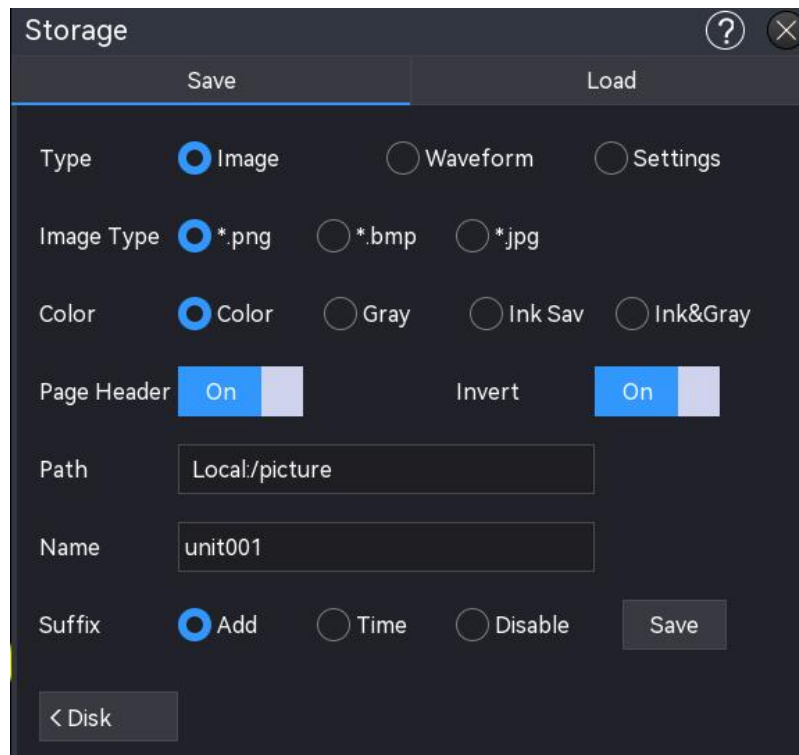 Storage ?
Save Load
Type Image Waveform Settings
Image Type *.png *.bmp *.jpg
Color Color Gray Ink Sav Ink&Gray
Page Header On Invert On
Path Local:/picture
Name unit001
Suffix Add Time Disable Save
< Disk